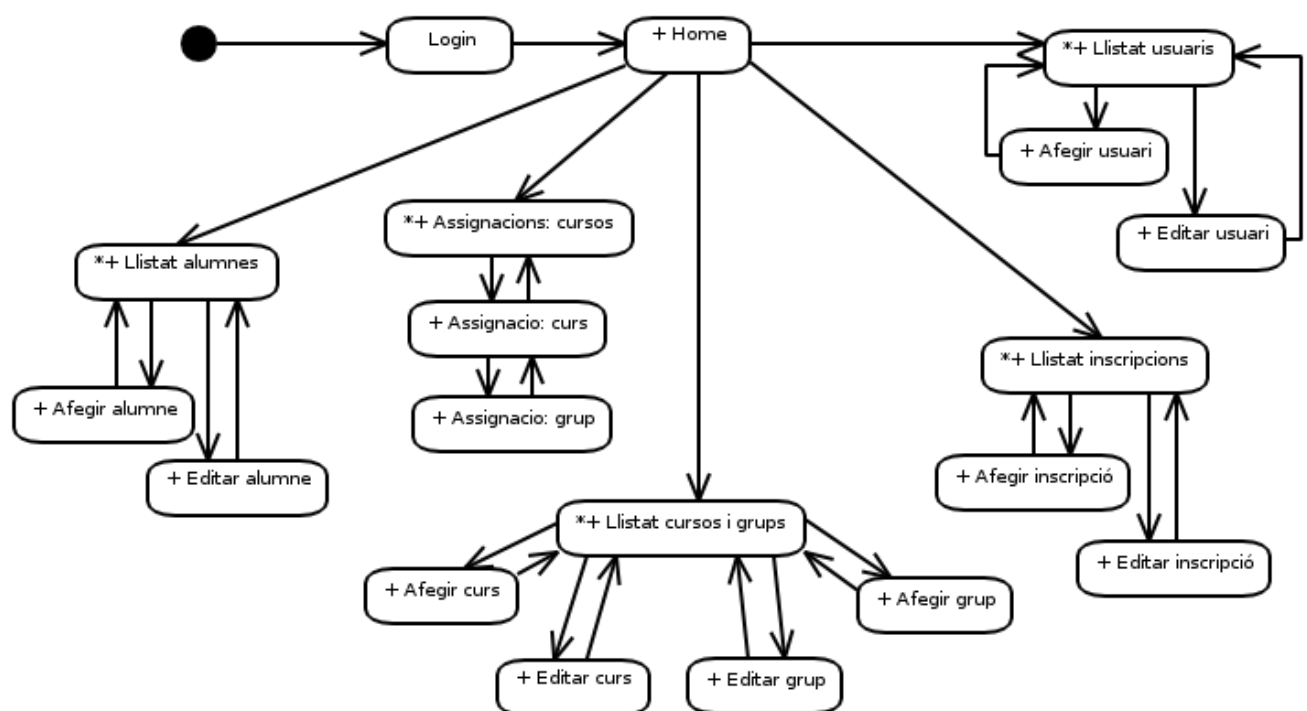 Login
+ Home
*+ Llistat usuaris
+ Afegir usuari
*+ Assignacions: cursos
+ Editar usuari
*+ Llistat alumnes
+ Assignacio: curs
*+ Llistat inscripcions
+ Afegir alumne
+ Assignacio: grup
+ Editar alumne
+ Afegir inscripció
*+ Llistat cursos i grups
+ Editar inscripció
+ Afegir curs
+ Afegir grup
+ Editar curs
+ Editar grup